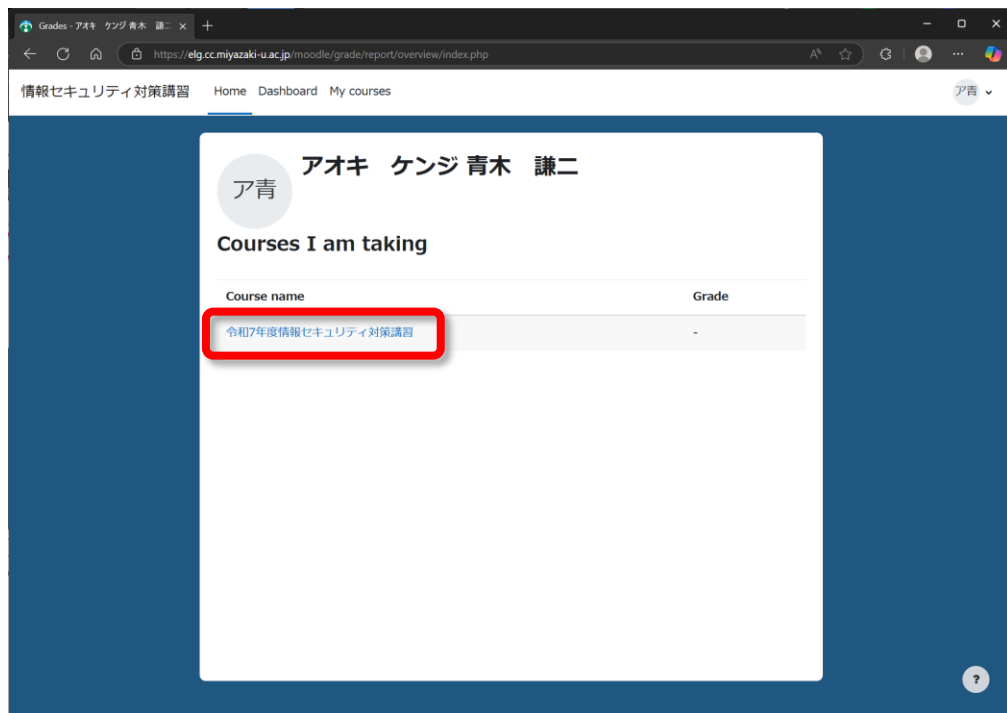 Grades - アオキ ケンジ 青木 謙二
https://elg.cc.miyazaki-u.ac.jp/moodle/grade/report/overview/index.php
情報セキュリティ対策講習 Home Dashboard My courses ア青
ア青
アオキ ケンジ 青木 謙二
Courses I am taking
Course name Grade
令和7年度情報セキュリティ対策講習 -
?